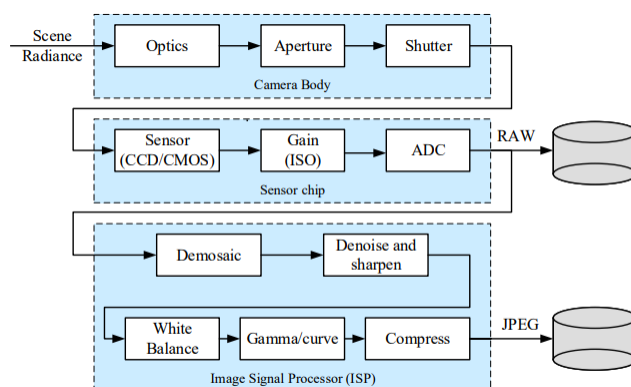 Scene
Radiance
Optics
Aperture
Shutter
Camera Body
Sensor
(CCD/CMOS)
Gain
(ISO)
ADC
RAW
Sensor chip
Demosaic
Denoise and
sharpen
White
Balance
Gamma/curve
Compress
JPEG
Image Signal Processor (ISP)